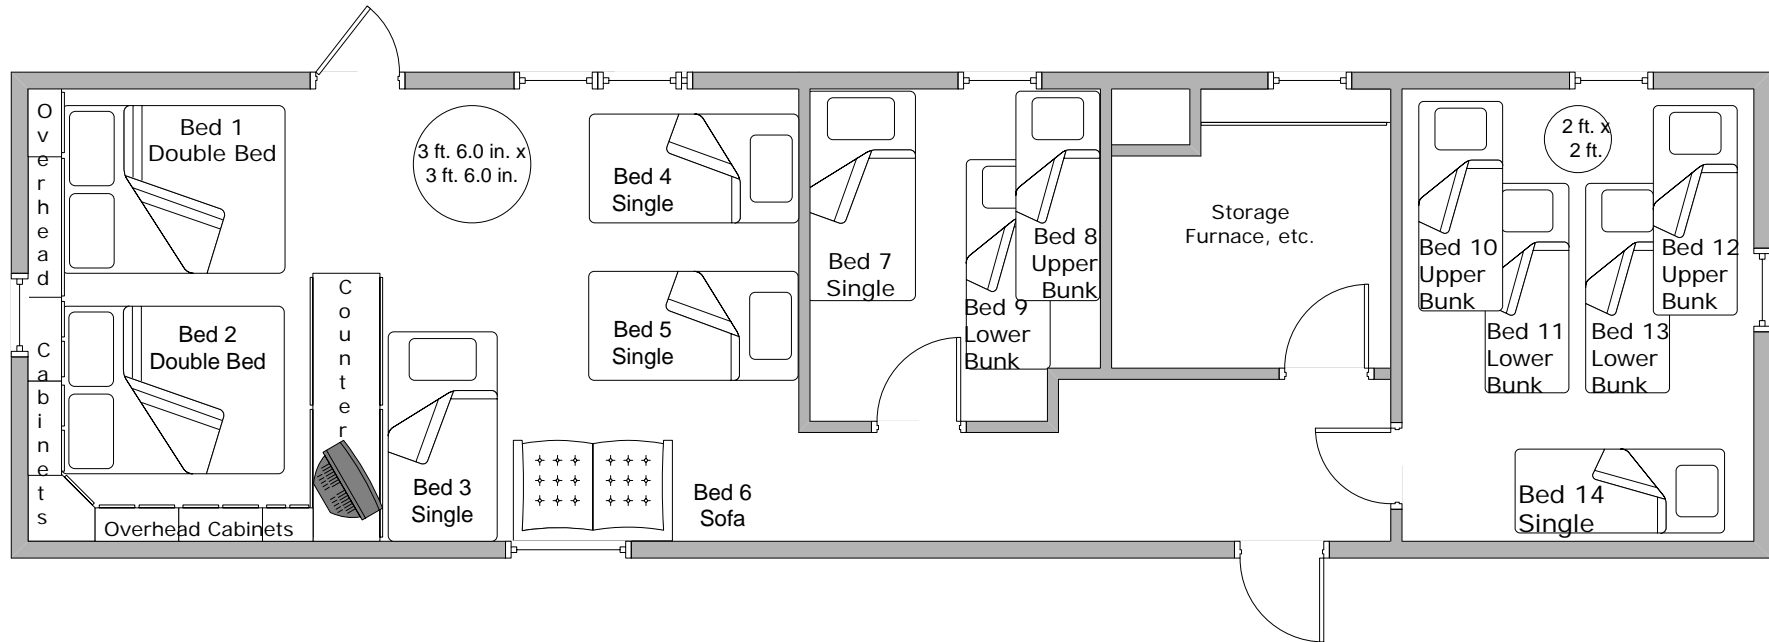 Overhead Cabinets
Bed 1
Double Bed
Bed 2
Double Bed
Overhead Cabinets
Counter
3 ft. 6.0 in. x
3 ft. 6.0 in.
Bed 3
Single
Bed 4
Single
Bed 5
Single
Bed 6
Sofa
Bed 7
Single
Bed 8
Upper
Bunk
Bed 9
Lower
Bunk
Storage
Furnace, etc.
Bed 10
Upper
Bunk
Bed 11
Lower
Bunk
2 ft. x
2 ft.
Bed 12
Upper
Bunk
Bed 13
Lower
Bunk
Bed 14
Single